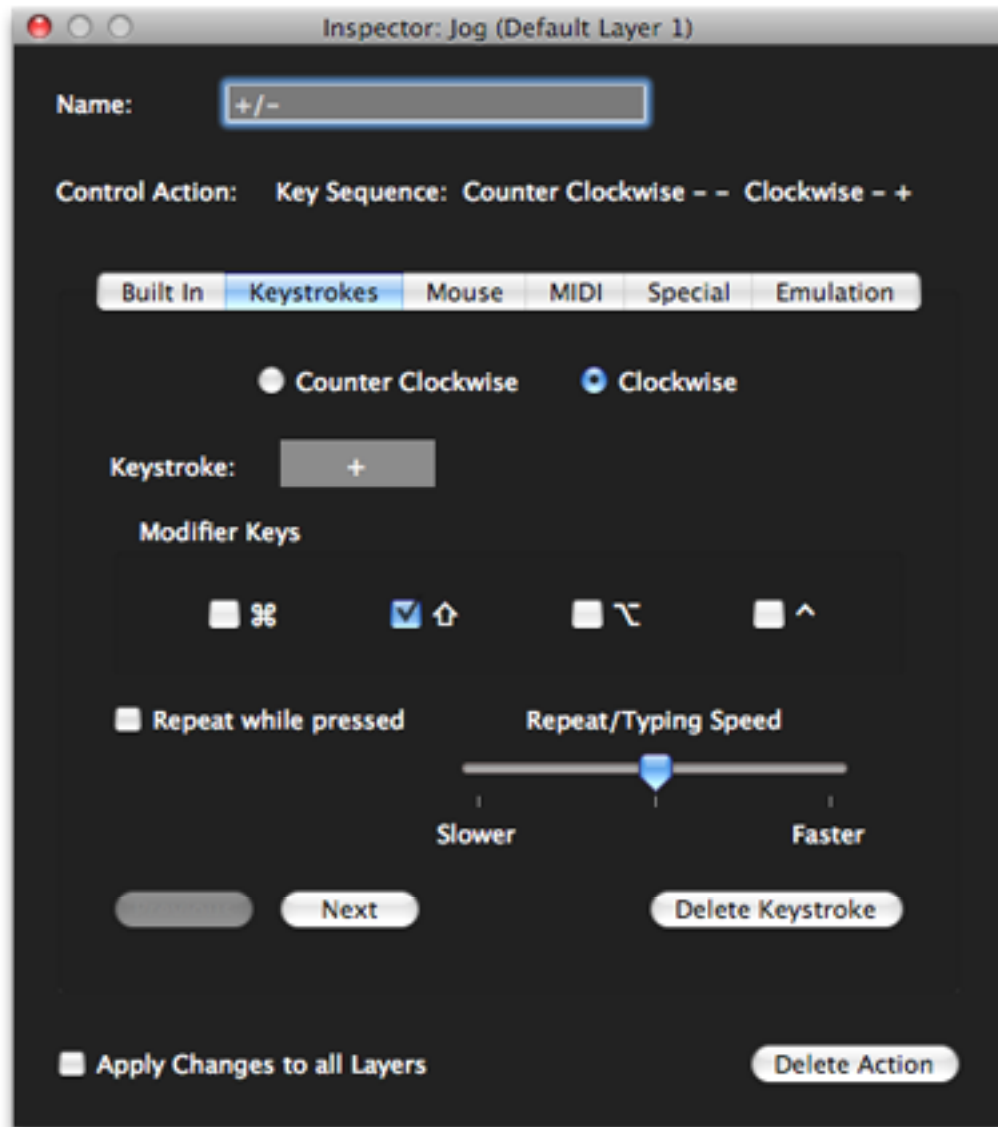 Inspector: Jog (Default Layer 1)
Name: +/-
Control Action: Key Sequence: Counter Clockwise - - Clockwise - +
Built In Keystrokes Mouse MIDI Special Emulation
Counter Clockwise Clockwise
Keystroke: +
Modifier Keys
⌘ ⇧ ⌥ ^
Repeat while pressed Repeat/Typing Speed
Slower Faster
Next Delete Keystroke
Apply Changes to all Layers Delete Action